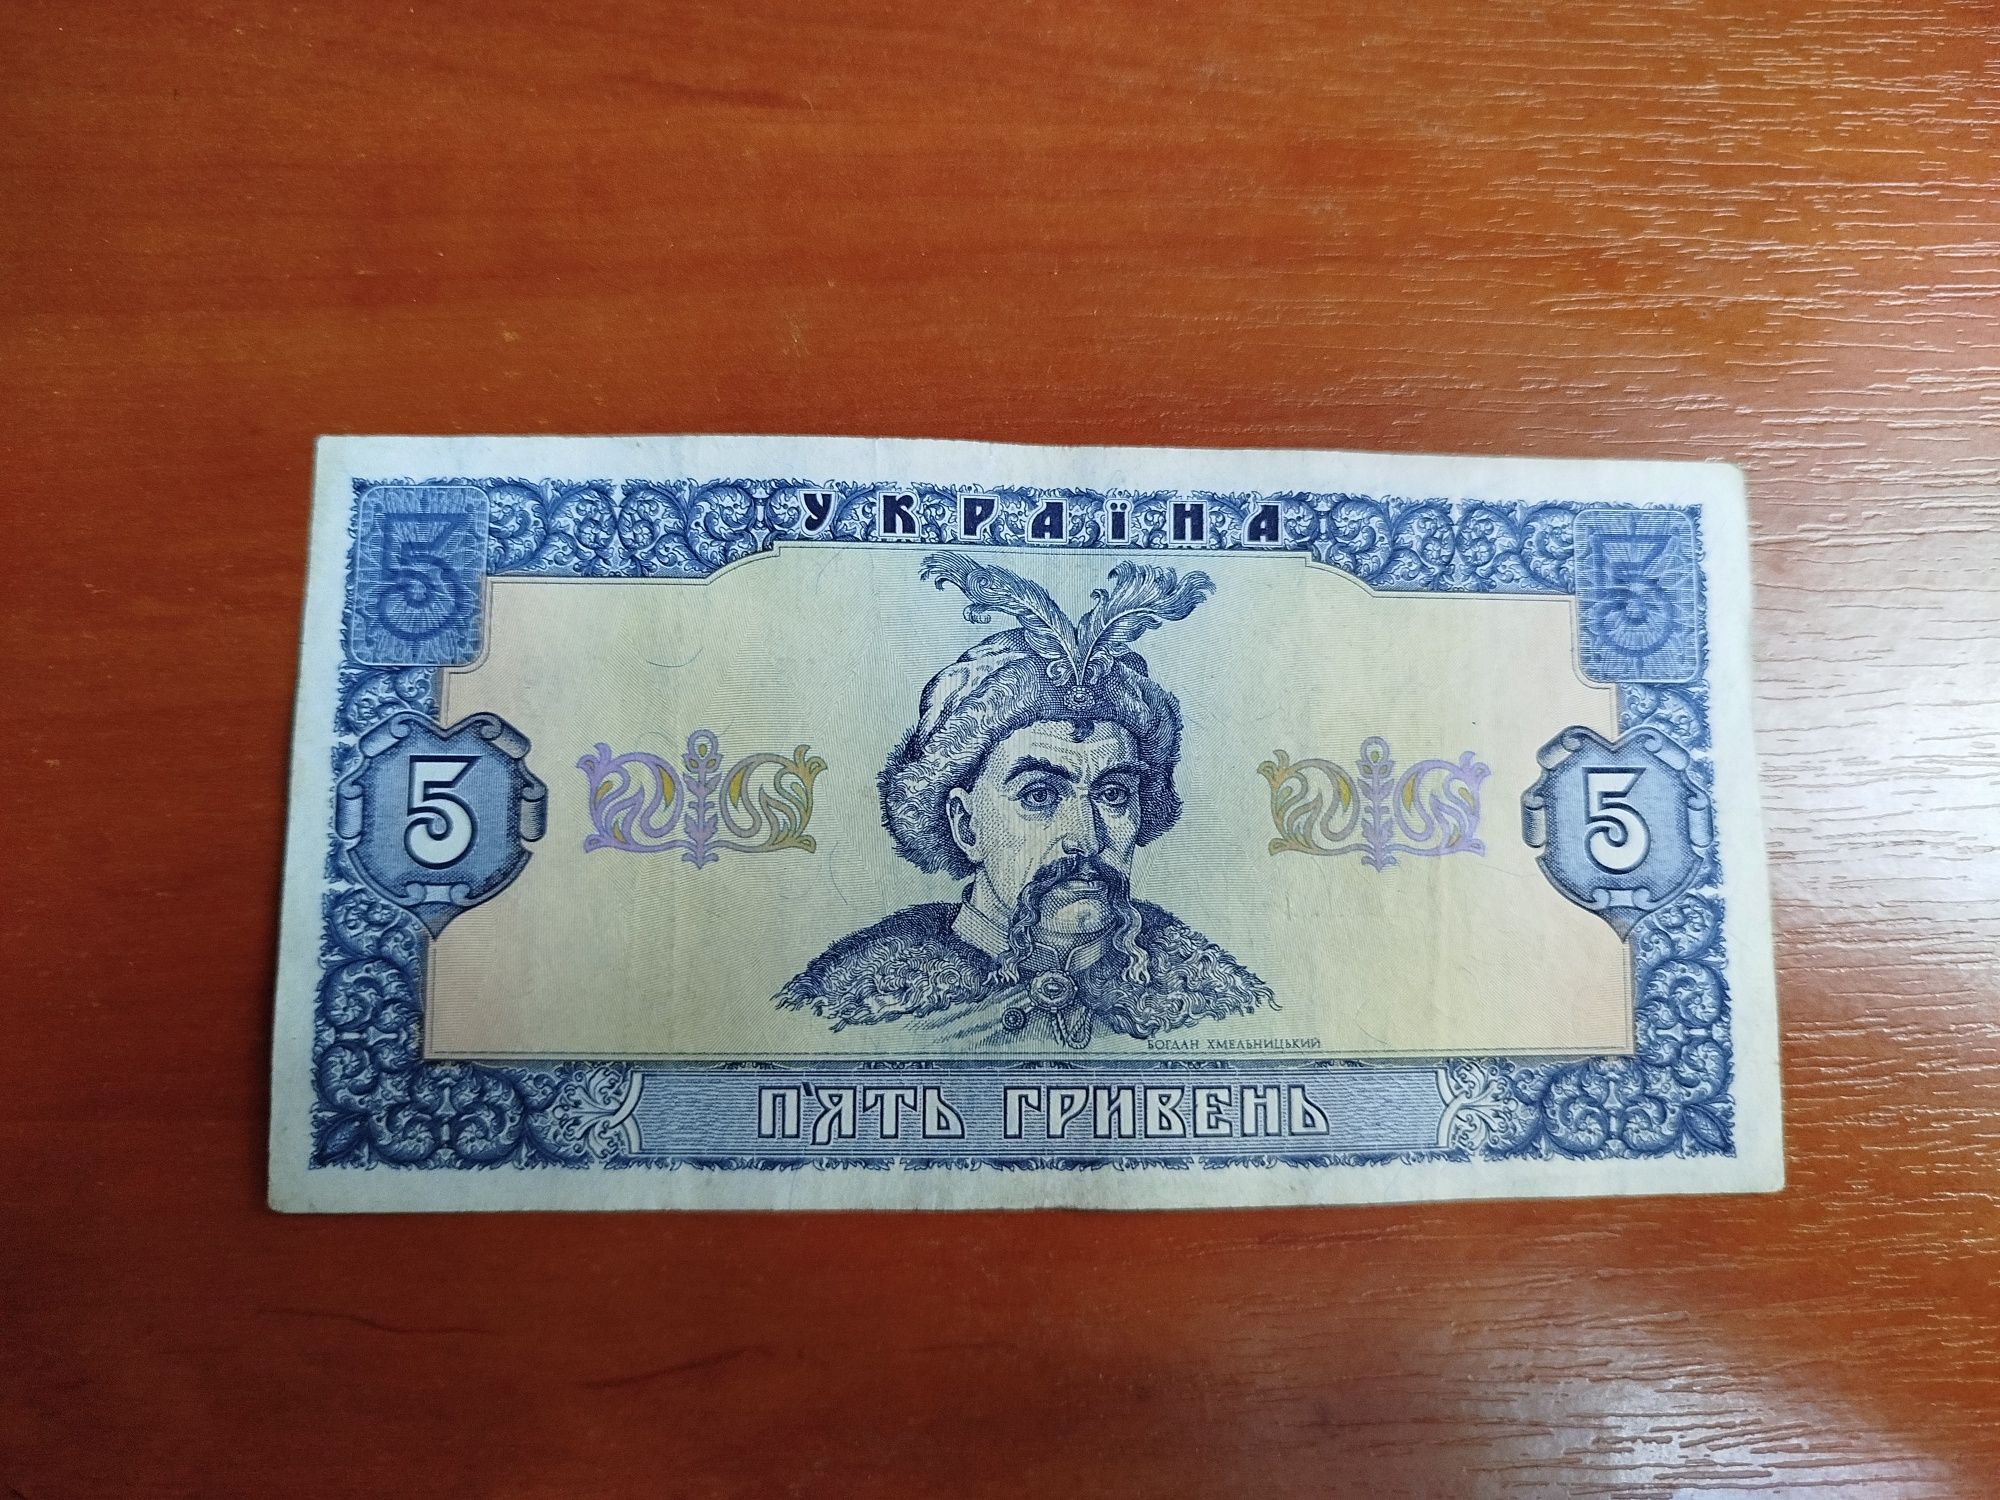 5 УКРАЇНА 5
5 5
БОГДАН ХМЕЛЬНИЦЬКИЙ
П'ЯТЬ ГРИВЕНЬ